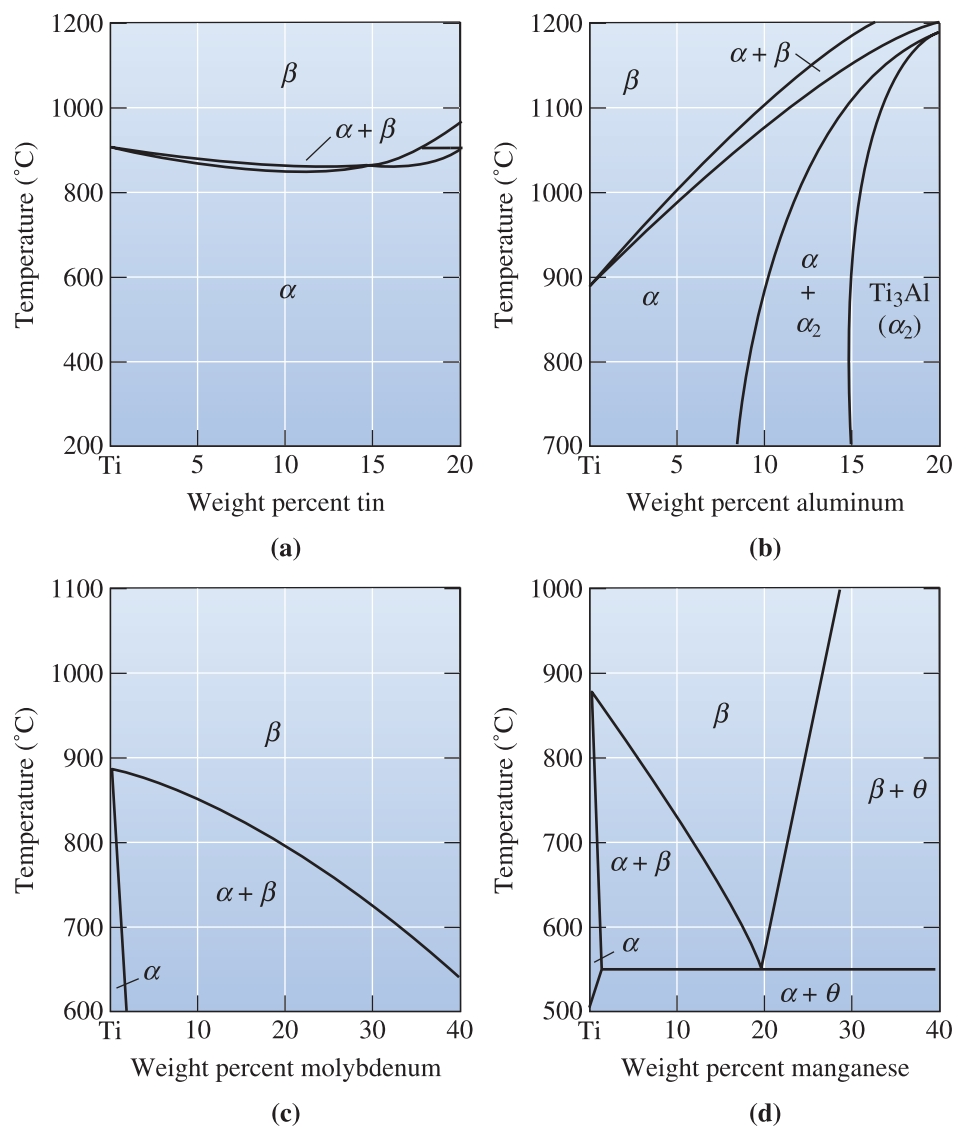 1200
1000
800
600
400
200
Temperature (°C)
β
α + β
α
Ti 5 10 15 20
Weight percent tin
(a)
1200
1100
1000
900
800
700
Temperature (°C)
α + β
β
α
α
+
α₂
Ti₃Al
(α₂)
Ti 5 10 15 20
Weight percent aluminum
(b)
1100
1000
900
800
700
600
Temperature (°C)
β
α + β
α
Ti 10 20 30 40
Weight percent molybdenum
(c)
1000
900
800
700
600
500
Temperature (°C)
β
β + θ
α + β
α
α + θ
Ti 10 20 30 40
Weight percent manganese
(d)